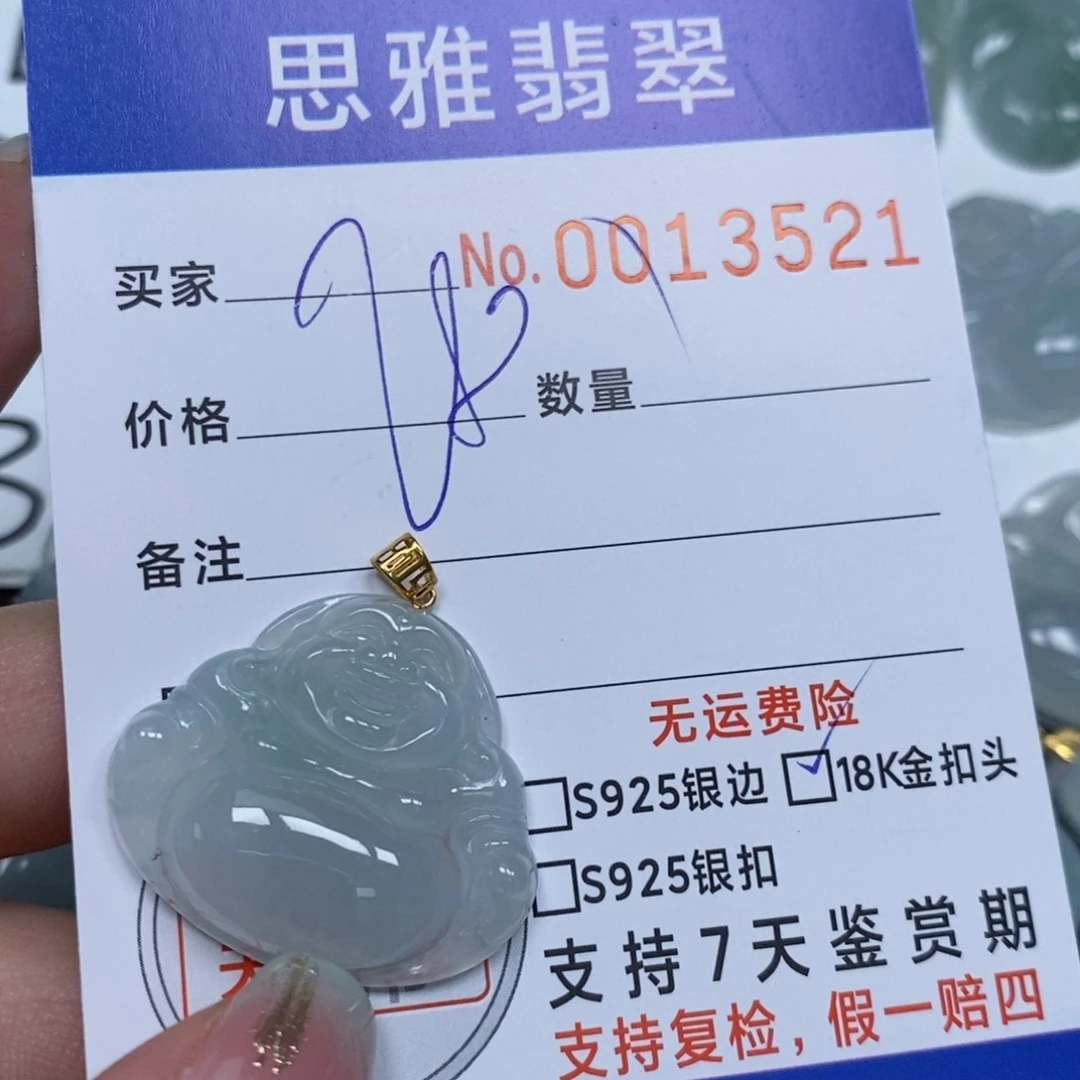 思雅翡翠
买家 No. 0013521
价格 数量
备注
无运费险
S925银边 18K金扣头
S925银扣
支持7天鉴赏期
支持复检，假一赔四